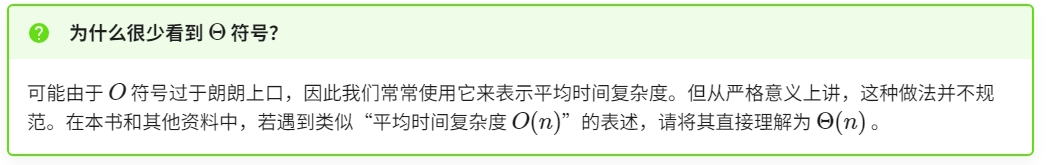 为什么很少看到 Θ 符号？
可能由于 O 符号过于朗朗上口，因此我们常常使用它来表示平均时间复杂度。但从严格意义上讲，这种做法并不规
范。在本书和其他资料中，若遇到类似“平均时间复杂度 O(n)”的表述，请将其直接理解为 Θ(n) 。